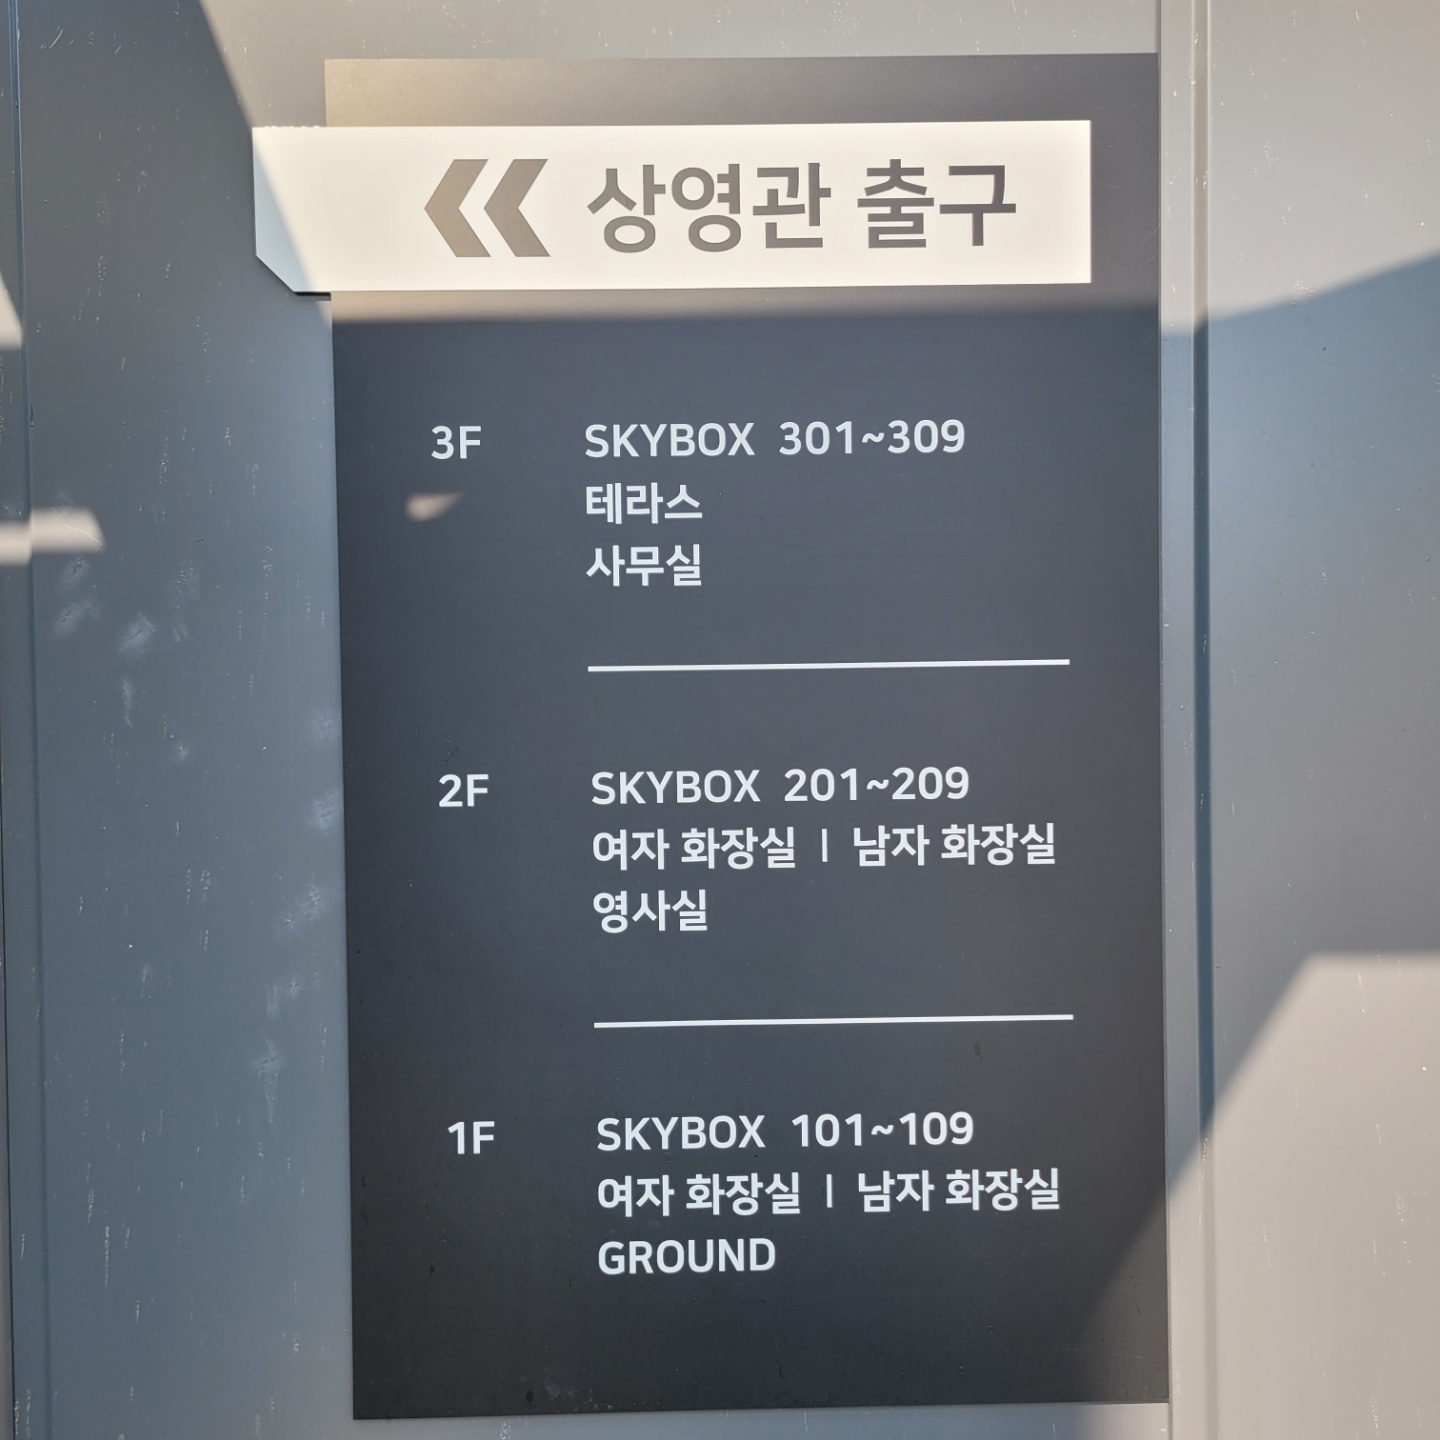 상영관 출구
3F SKYBOX 301~309
테라스
사무실
2F SKYBOX 201~209
여자 화장실 | 남자 화장실
영사실
1F SKYBOX 101~109
여자 화장실 | 남자 화장실
GROUND